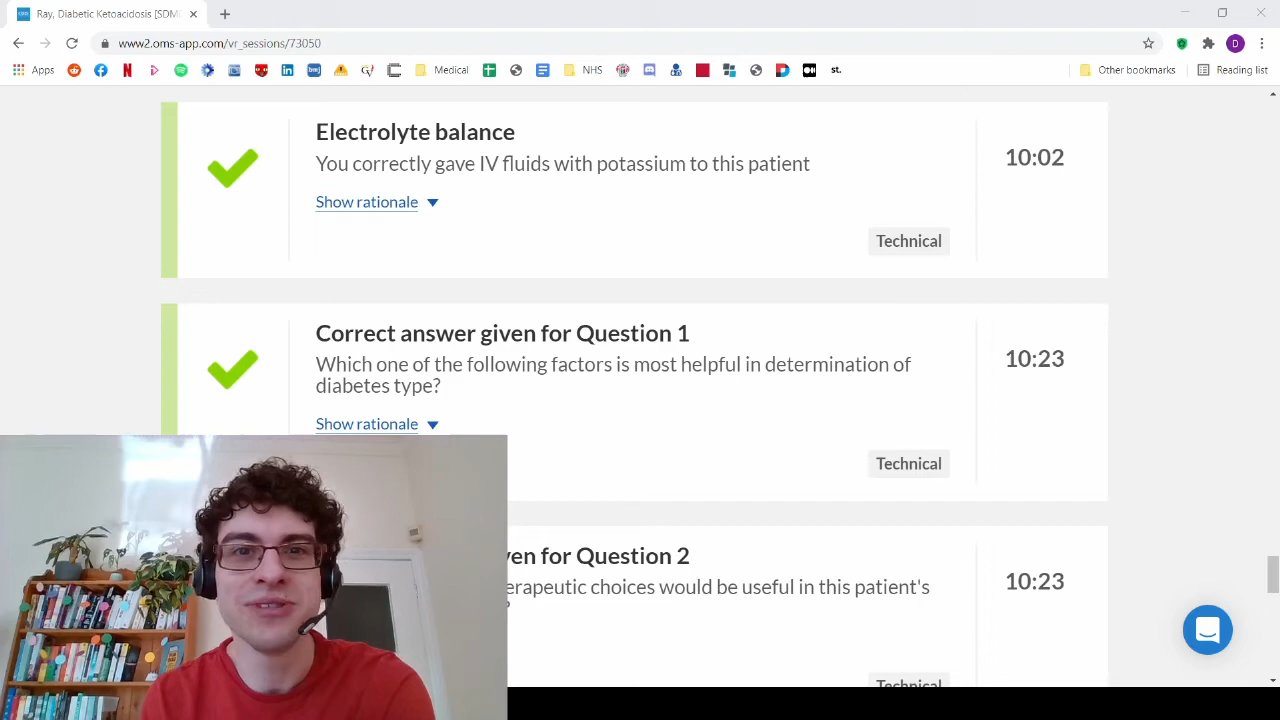 Ray, Diabetic Ketoacidosis [SDM
www2.oms-app.com/vr_sessions/73050
Apps
Medical
NHS
st.
Other bookmarks
Reading list
Electrolyte balance
You correctly gave IV fluids with potassium to this patient
10:02
Show rationale
Technical
Correct answer given for Question 1
Which one of the following factors is most helpful in determination of
diabetes type?
10:23
Show rationale
Technical
en for Question 2
erapeutic choices would be useful in this patient's
?
10:23
Technical